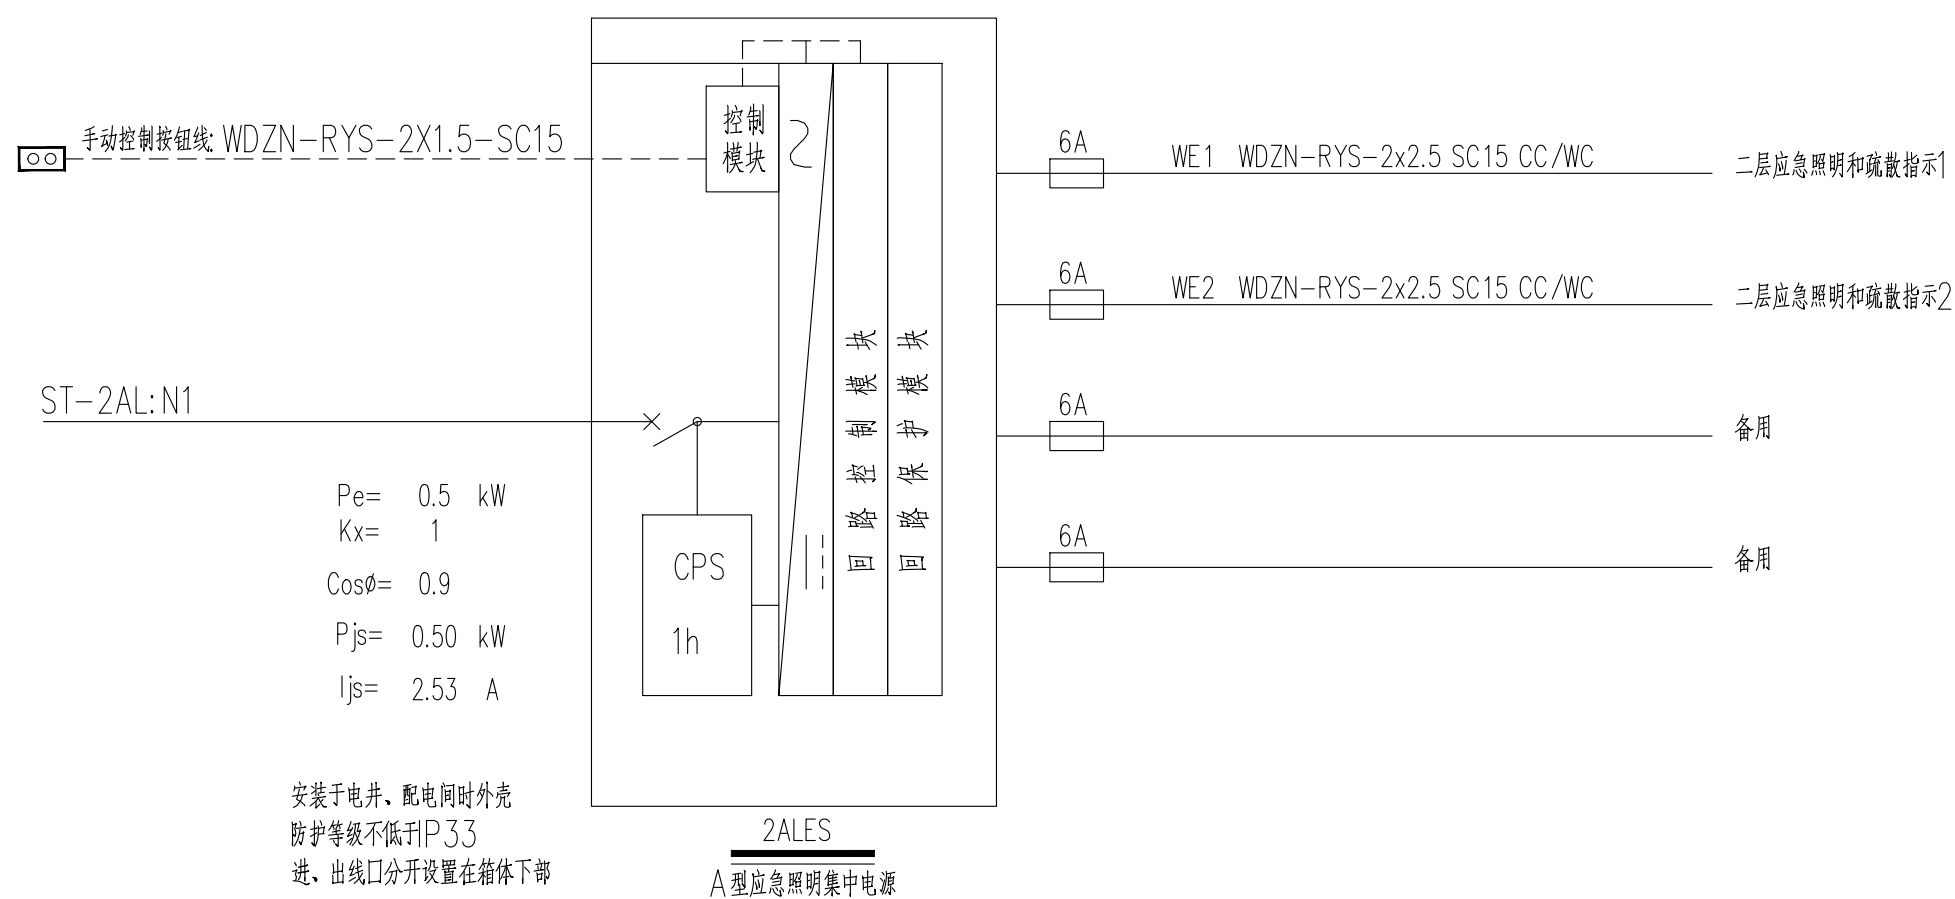 手动控制按钮线: WDZN-RYS-2X1.5-SC15
控制
模块
6A
WE1 WDZN-RYS-2x2.5 SC15 CC/WC
二层应急照明和疏散指示1
6A
WE2 WDZN-RYS-2x2.5 SC15 CC/WC
二层应急照明和疏散指示2
ST-2AL:N1
6A
备用
6A
备用
回路控制模块
回路保护模块
Pe= 0.5 kW
Kx= 1
Cosø= 0.9
Pjs= 0.50 kW
Ijs= 2.53 A
CPS
1h
安装于电井、配电间时外壳
防护等级不低于IP33
进、出线口分开设置在箱体下部
2ALES
A型应急照明集中电源